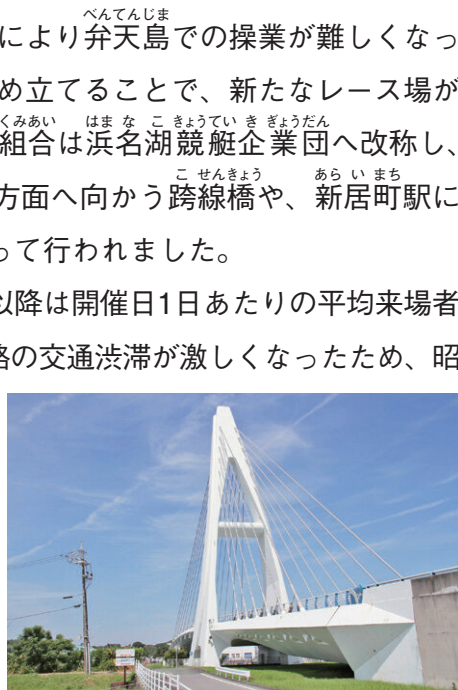 により弁天島での操業が難しくなっ
め立てることで、新たなレース場が
組合は浜名湖競艇企業団へ改称し、
方面へ向かう跨線橋や、新居町駅に
って行われました。
以降は開催日1日あたりの平均来場者
路の交通渋滞が激しくなったため、昭